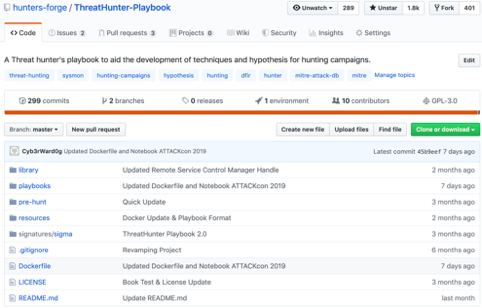 hunters-forge / ThreatHunter-Playbook
Unwatch 289 Unstar 1.8k Fork 401
Code Issues 2 Pull requests 3 Projects 0 Wiki Security Insights Settings
A Threat hunter's playbook to aid the development of techniques and hypothesis for hunting campaigns. Edit
threat-hunting sysmon hunting-campaigns hypothesis hunting dfir hunter mitre-attack-db mitre Manage topics
299 commits 2 branches 0 releases 1 environment 10 contributors GPL-3.0
Branch: master New pull request Create new file Upload files Find file Clone or download
Cyb3rWard0g Updated Dockerfile and Notebook ATTACKcon 2019 Latest commit 7 days ago
library Updated Remote Service Control Manager Handle 2 months ago
playbooks Updated Dockerfile and Notebook ATTACKcon 2019 7 days ago
pre-hunt Quick Update 3 months ago
resources Docker Update & Playbook Format 2 months ago
signatures/sigma ThreatHunter Playbook 2.0 3 months ago
.gitignore Revamping Project 6 months ago
Dockerfile Updated Dockerfile and Notebook ATTACKcon 2019 7 days ago
LICENSE Book Test & License Update 3 months ago
README.md Update README.md last month